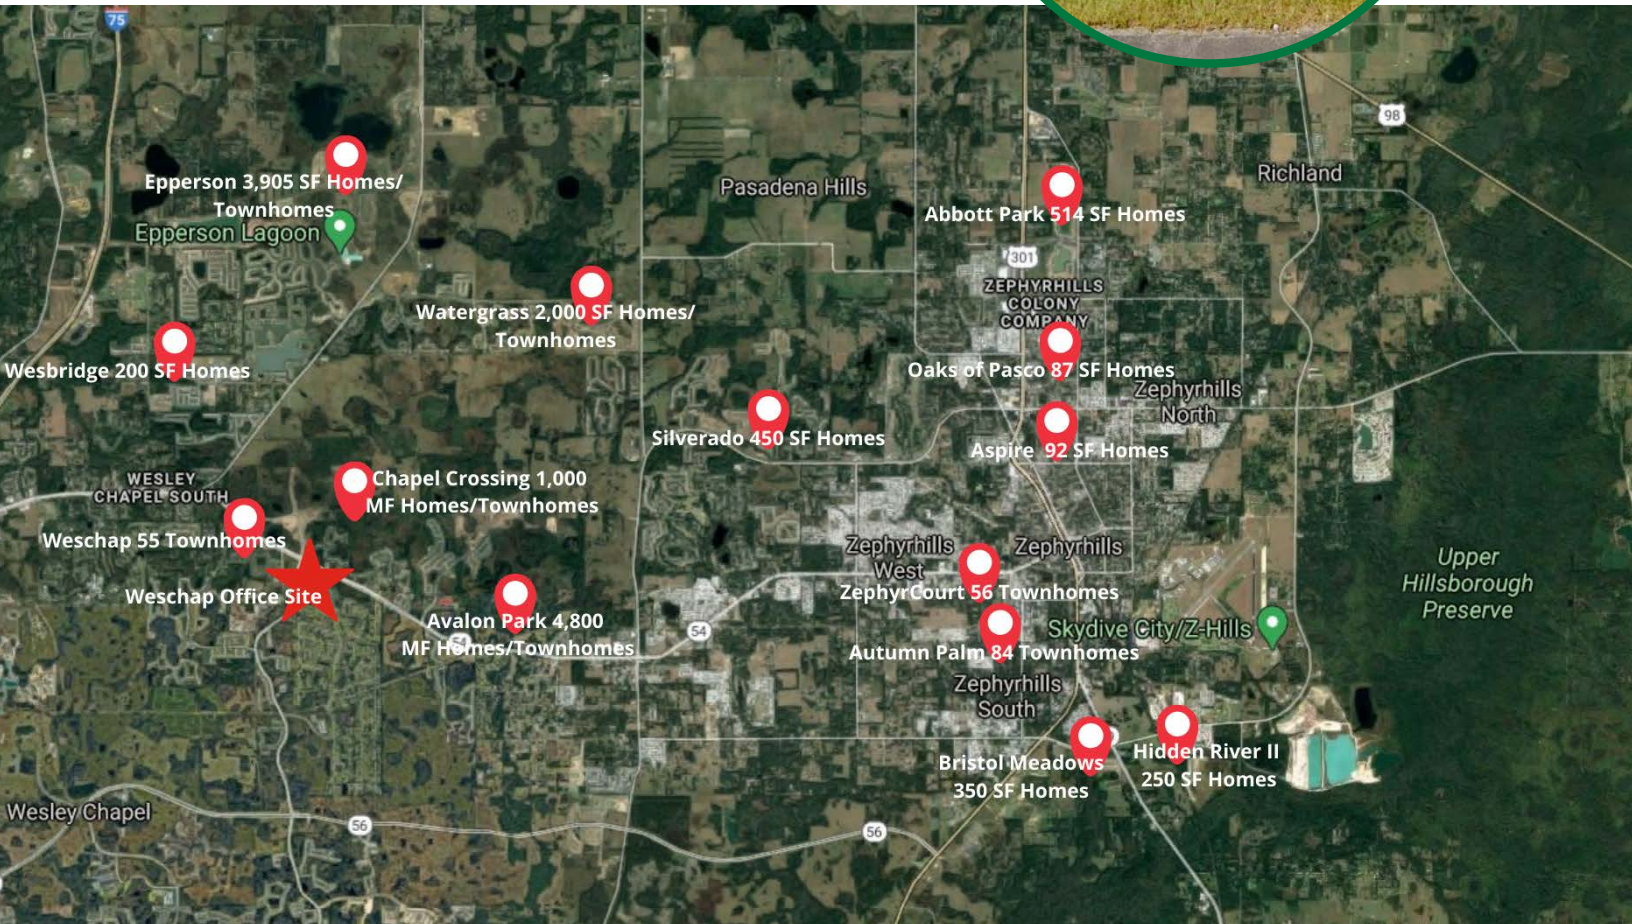 75
98
Richland
Pasadena Hills
Epperson 3,905 SF Homes/
Townhomes
Epperson Lagoon
Abbott Park 514 SF Homes
301
ZEPHYRHILLS
COLONY
COMPANY
Watergrass 2,000 SF Homes/
Townhomes
Wesbridge 200 SF Homes
Oaks of Pasco 87 SF Homes
Zephyrhills
North
Silverado 450 SF Homes
Aspire  92 SF Homes
WESLEY
CHAPEL SOUTH
Chapel Crossing 1,000
MF Homes/Townhomes
Weschap 55 Townhomes
Weschap Office Site
Zephyrhills
West
Zephyrhills
ZephyrCourt 56 Townhomes
Upper
Hillsborough
Preserve
Avalon Park 4,800
MF Homes/Townhomes
54
54
Skydive City/Z-Hills
Autumn Palm 84 Townhomes
Zephyrhills
South
Bristol Meadows
350 SF Homes
Hidden River II
250 SF Homes
Wesley Chapel
56
56